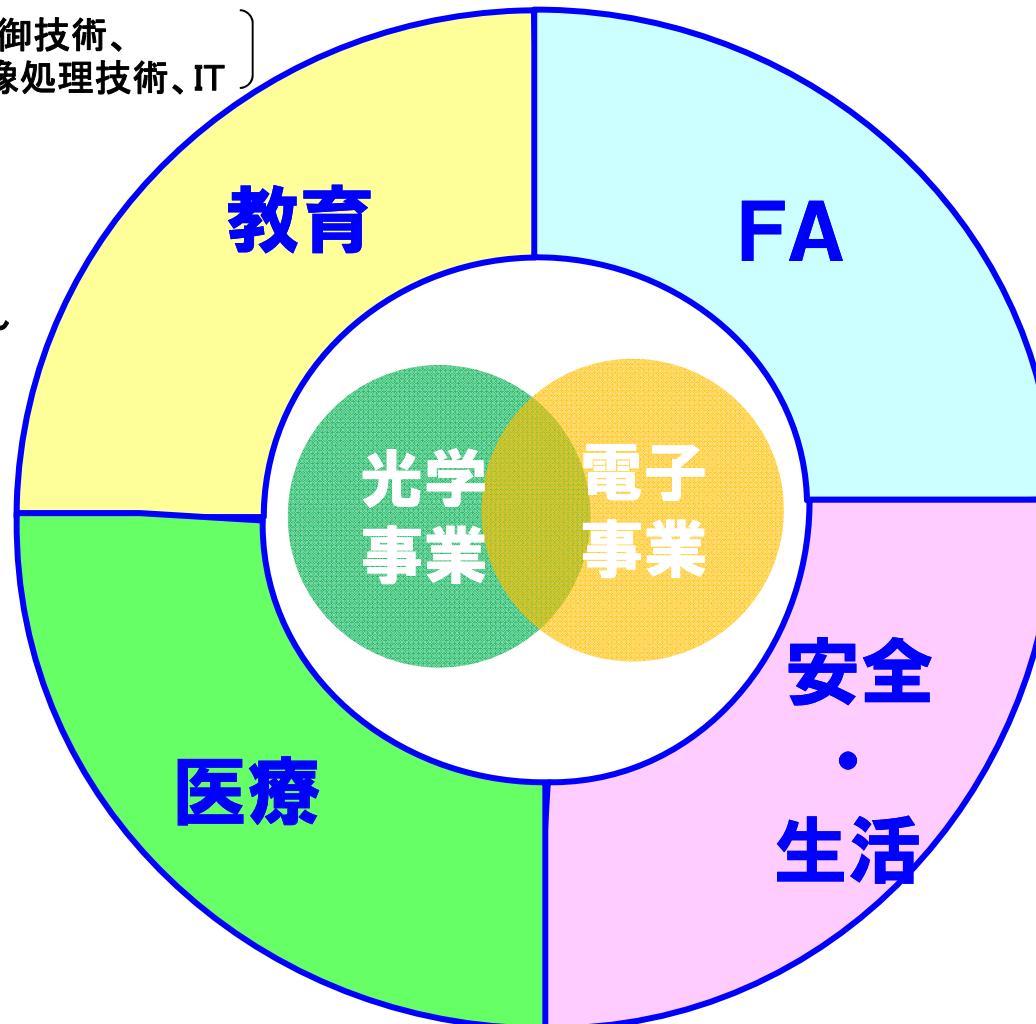 御技術、
像処理技術、IT
教育
FA
光学
事業
電子
事業
安全
・
生活
医療